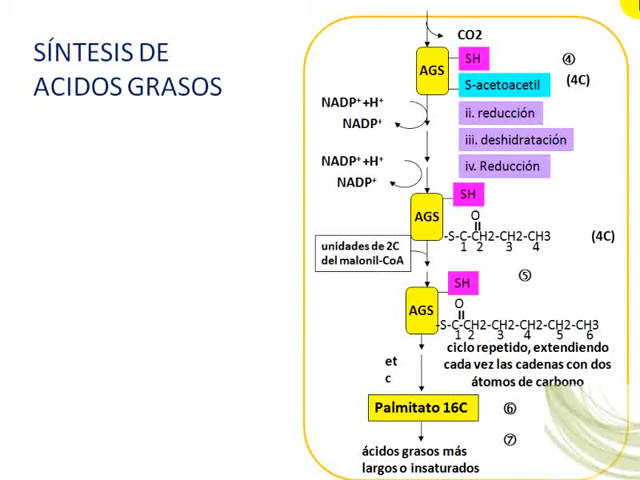 SÍNTESIS DE
ACIDOS GRASOS
CO2
SH
④
AGS
S-acetoacetil
(4C)
NADP⁺ +H⁺
NADP⁺
ii. reducción
iii. deshidratación
NADP⁺ +H⁺
NADP⁺
iv. Reducción
SH
AGS
O
-S-C-CH2-CH2-CH3
1 2 3 4
(4C)
unidades de 2C
del malonil-CoA
⑤
SH
AGS
O
-S-C-CH2-CH2-CH2-CH2-CH3
1 2 3 4 5 6
ciclo repetido, extendiendo
cada vez las cadenas con dos
átomos de carbono
et
c
Palmitato 16C
⑥
⑦
ácidos grasos más
largos o insaturados